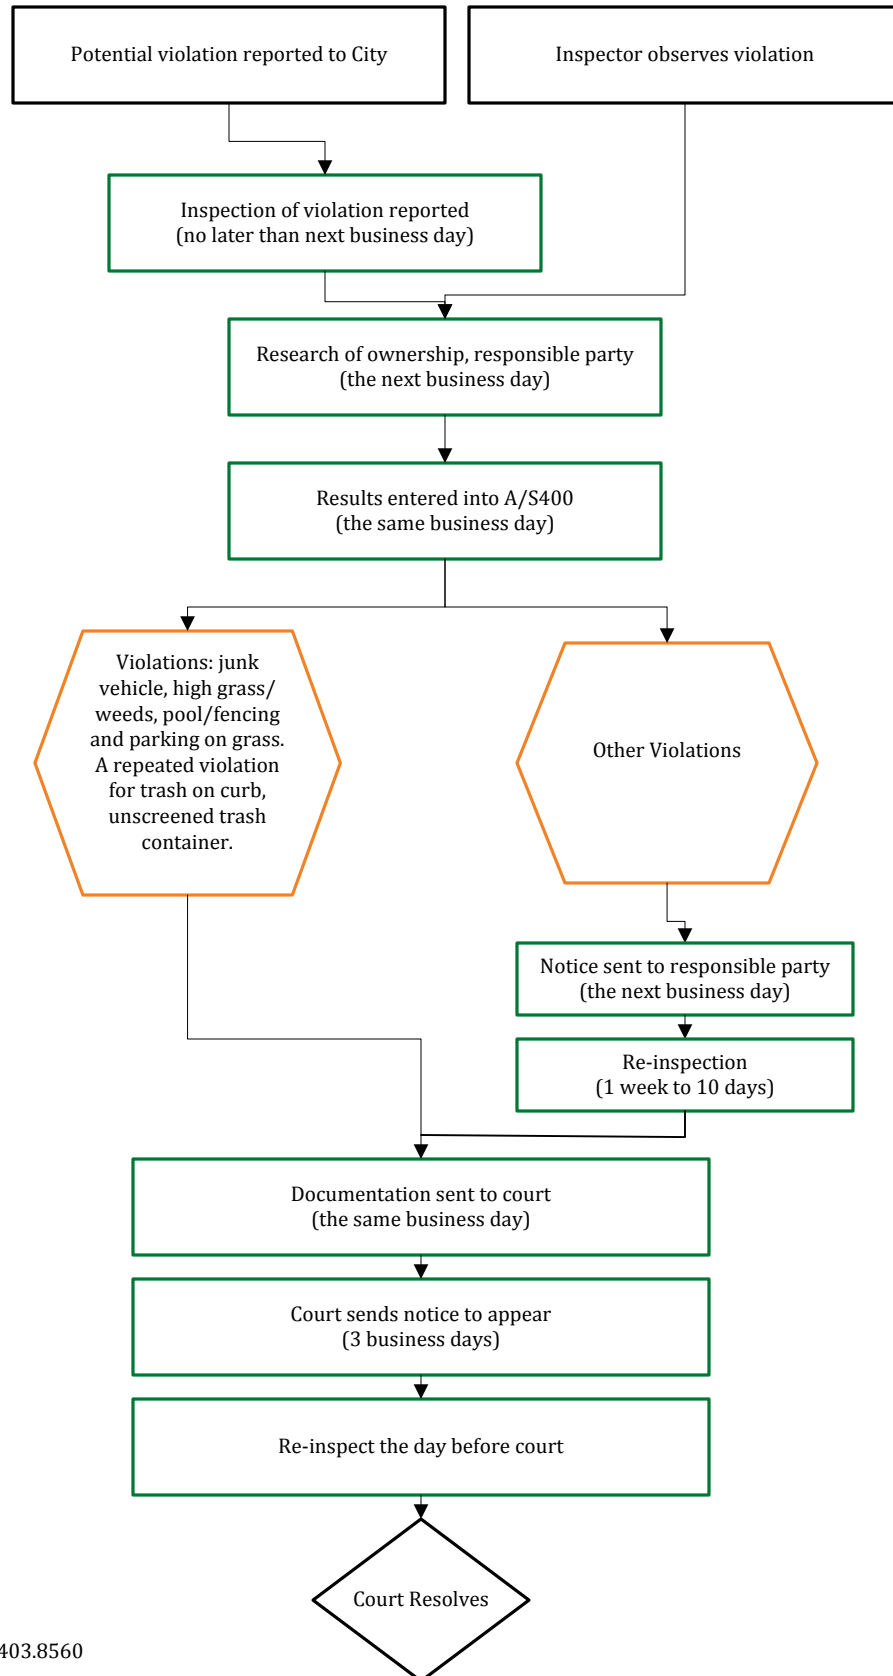 Potential violation reported to City
Inspector observes violation
Inspection of violation reported
(no later than next business day)
Research of ownership, responsible party
(the next business day)
Results entered into A/S400
(the same business day)
Violations: junk
vehicle, high grass/
weeds, pool/fencing
and parking on grass.
A repeated violation
for trash on curb,
unscreened trash
container.
Other Violations
Notice sent to responsible party
(the next business day)
Re-inspection
(1 week to 10 days)
Documentation sent to court
(the same business day)
Court sends notice to appear
(3 business days)
Re-inspect the day before court
Court Resolves
403.8560